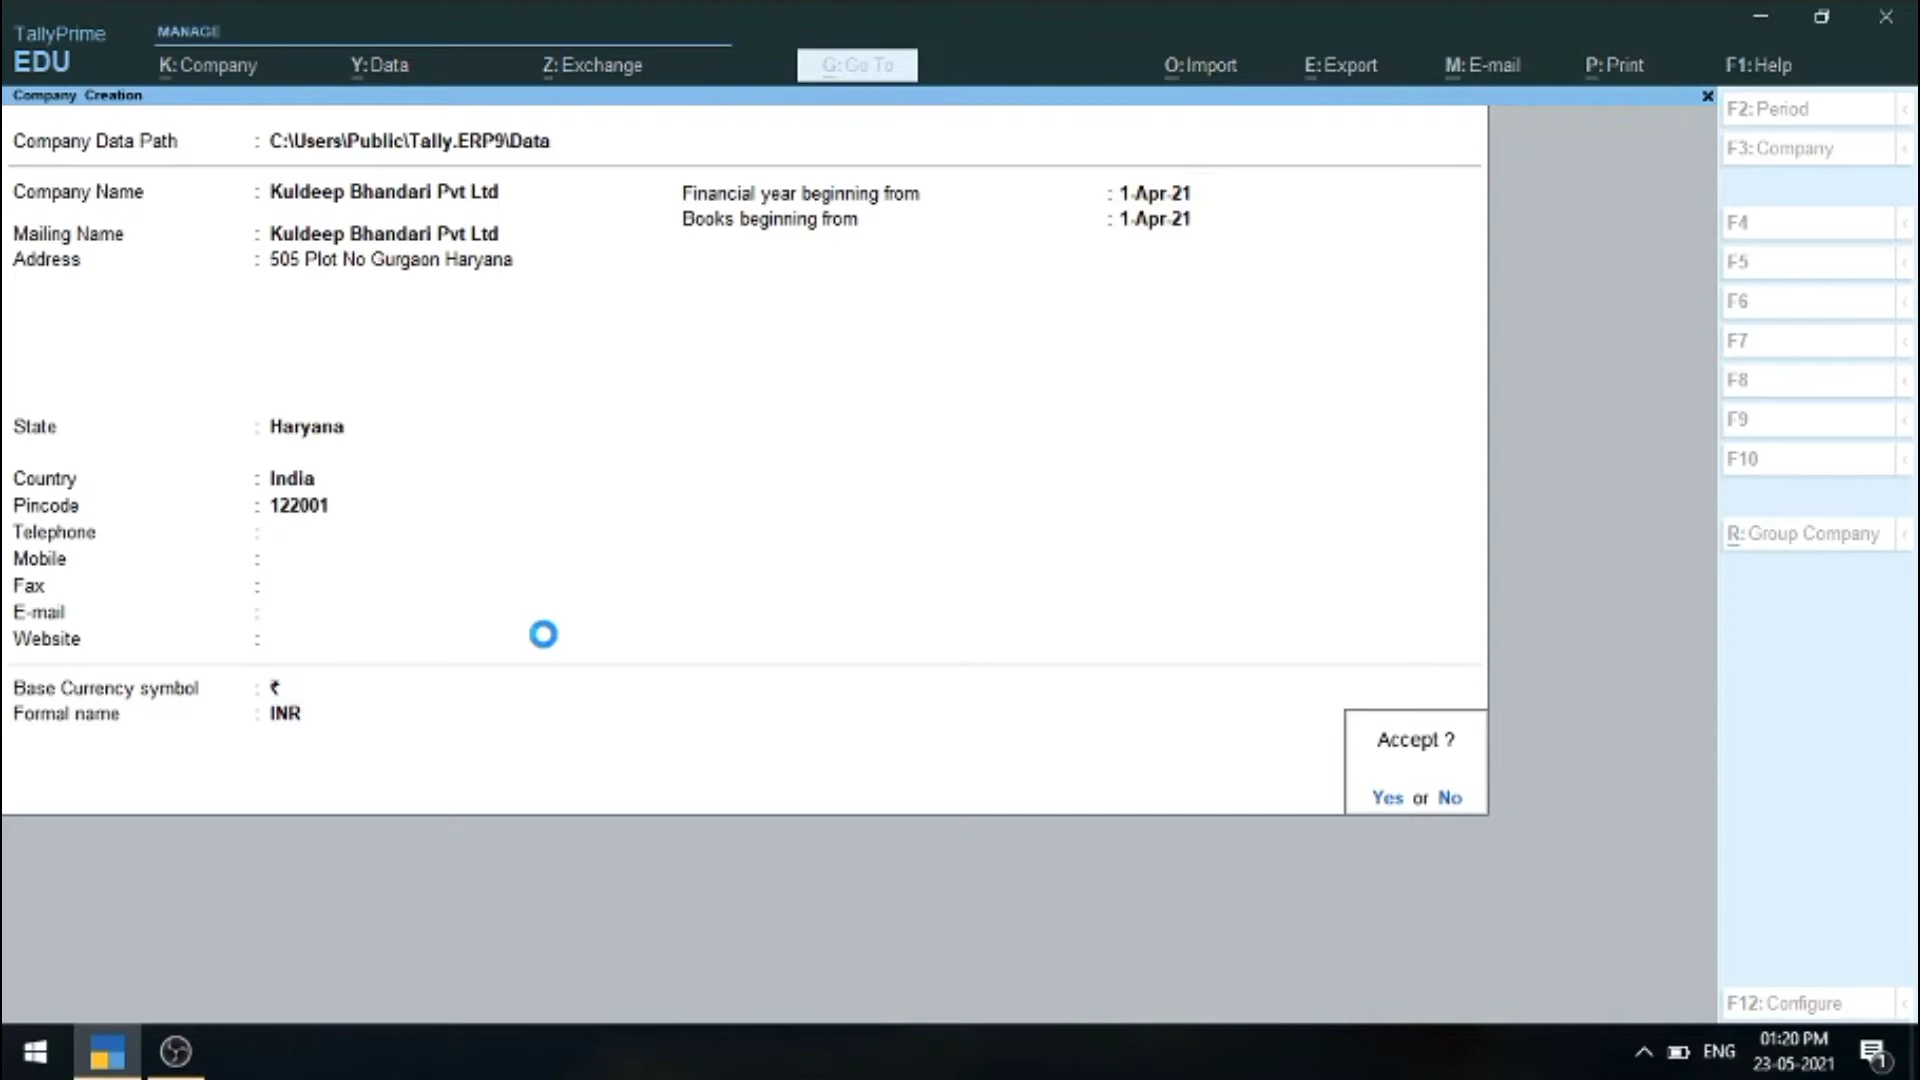 TallyPrime
EDU
MANAGE
K: Company
Y: Data
Z: Exchange
G: Go To
O: Import
E: Export
M: E-mail
P: Print
F1: Help
Company Creation
Company Data Path : C:\Users\Public\Tally.ERP9\Data
Company Name : Kuldeep Bhandari Pvt Ltd
Financial year beginning from : 1-Apr-21
Books beginning from : 1-Apr-21
Mailing Name : Kuldeep Bhandari Pvt Ltd
Address : 505 Plot No Gurgaon Haryana
State : Haryana
Country : India
Pincode : 122001
Telephone :
Mobile :
Fax :
E-mail :
Website :
Base Currency symbol : ₹
Formal name : INR
Accept ?
Yes or No
F2: Period
F3: Company
F4
F5
F6
F7
F8
F9
F10
R: Group Company
F12: Configure
ENG
01:20 PM
23-05-2021
1